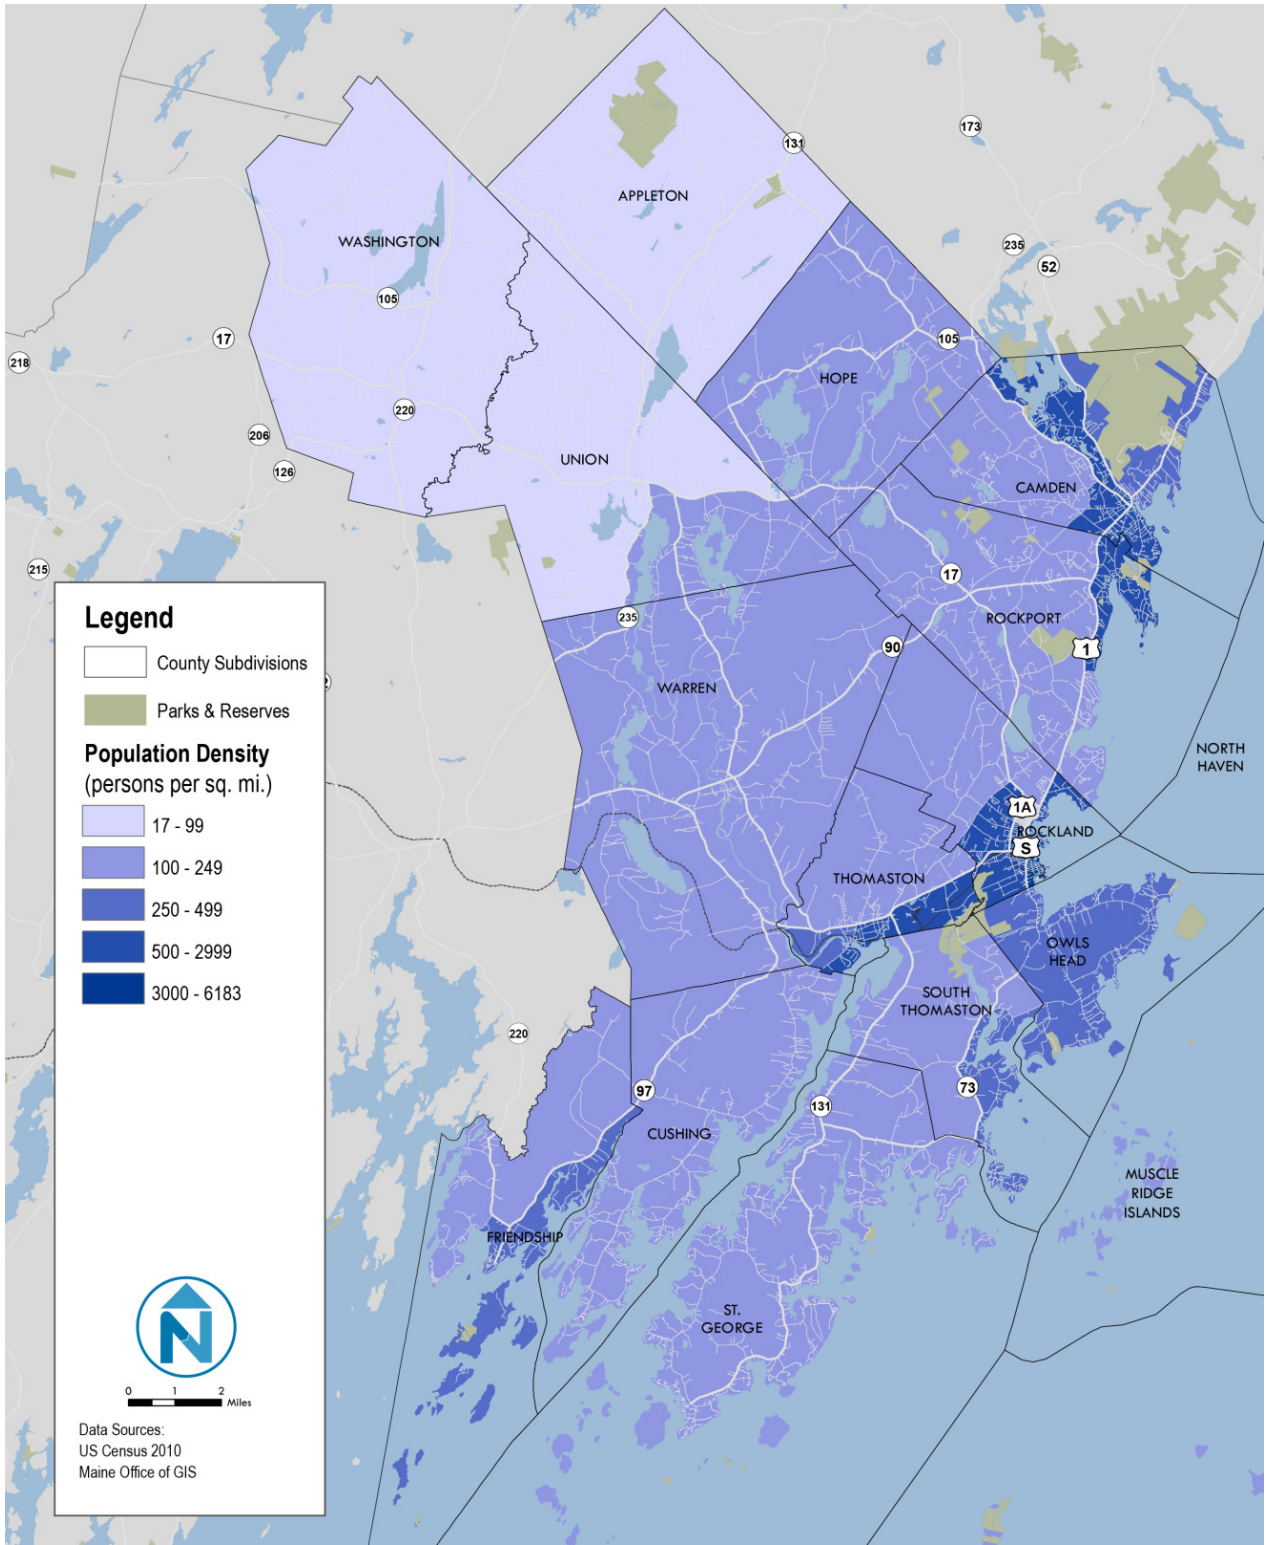 131
173
APPLETON
WASHINGTON
235
52
105
17
105
218
HOPE
220
206
UNION
126
CAMDEN
215
17
235
ROCKPORT
90
1
WARREN
NORTH
HAVEN
1A
ROCKLAND
S
THOMASTON
OWLS
HEAD
SOUTH
THOMASTON
220
97
73
131
CUSHING
MUSCLE
RIDGE
ISLANDS
FRIENDSHIP
ST.
GEORGE
Legend
County Subdivisions
Parks & Reserves
Population Density
(persons per sq. mi.)
17 - 99
100 - 249
250 - 499
500 - 2999
3000 - 6183
N
0 1 2
Miles
Data Sources:
US Census 2010
Maine Office of GIS